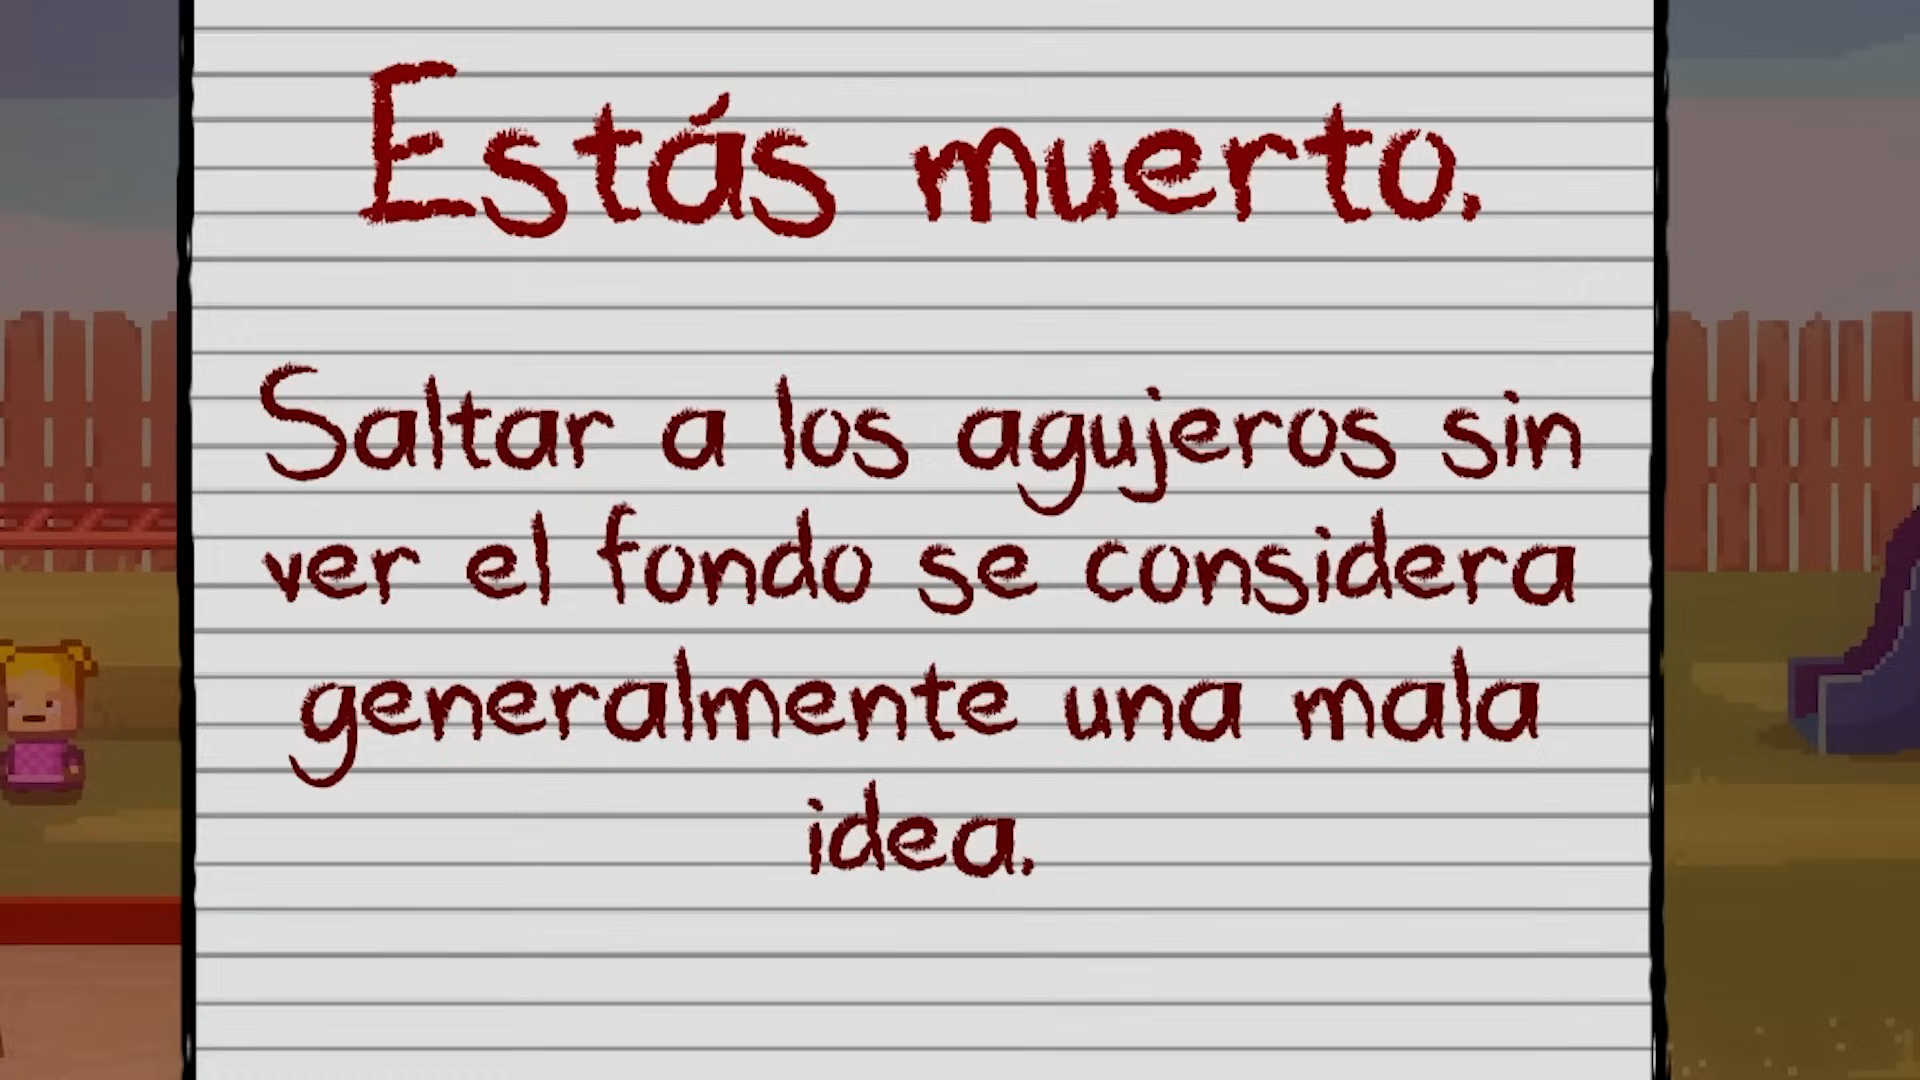 Estás muerto.
Saltar a los agujeros sin
ver el fondo se considera
generalmente una mala
idea.